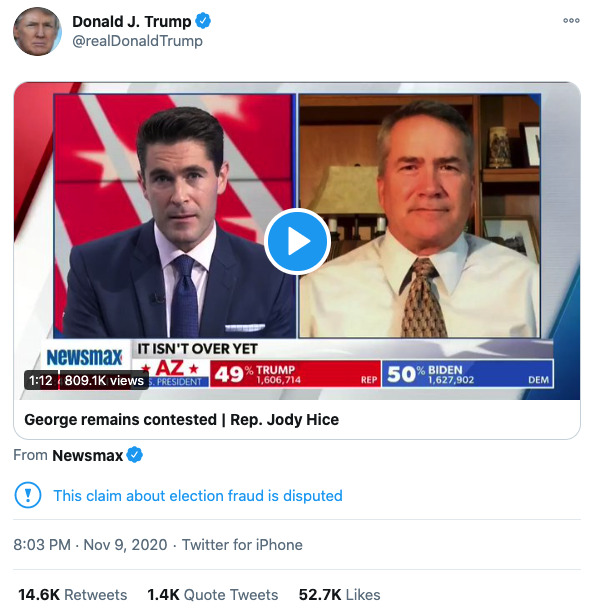 Donald J. Trump
@realDonaldTrump
IT ISN'T OVER YET
Newsmax
AZ
S. PRESIDENT
49% TRUMP
1,606,714
REP
50% BIDEN
1,627,902
DEM
1:12
809.1K views
George remains contested | Rep. Jody Hice
From Newsmax
This claim about election fraud is disputed
8:03 PM · Nov 9, 2020 · Twitter for iPhone
14.6K Retweets 1.4K Quote Tweets 52.7K Likes